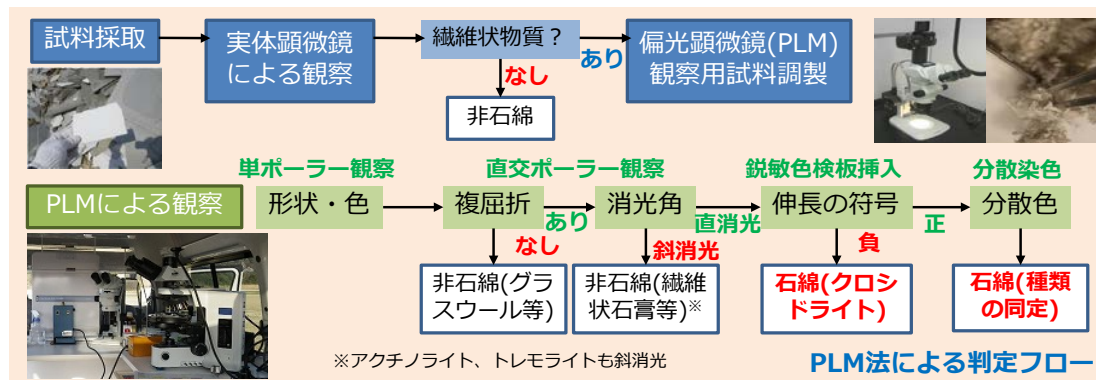 試料採取
実体顕微鏡
による観察
繊維状物質？
あり
なし
非石綿
偏光顕微鏡(PLM)
観察用試料調製
単ポーラー観察
直交ポーラー観察
鋭敏色検板挿入
分散染色
PLMによる観察
形状・色
複屈折
あり
消光角
直消光
伸長の符号
正
分散色
なし
斜消光
負
非石綿(グラ
スウール等)
非石綿(繊維
状石膏等)※
石綿(クロシ
ドライト)
石綿(種類
の同定)
※アクチノライト、トレモライトも斜消光
PLM法による判定フロー